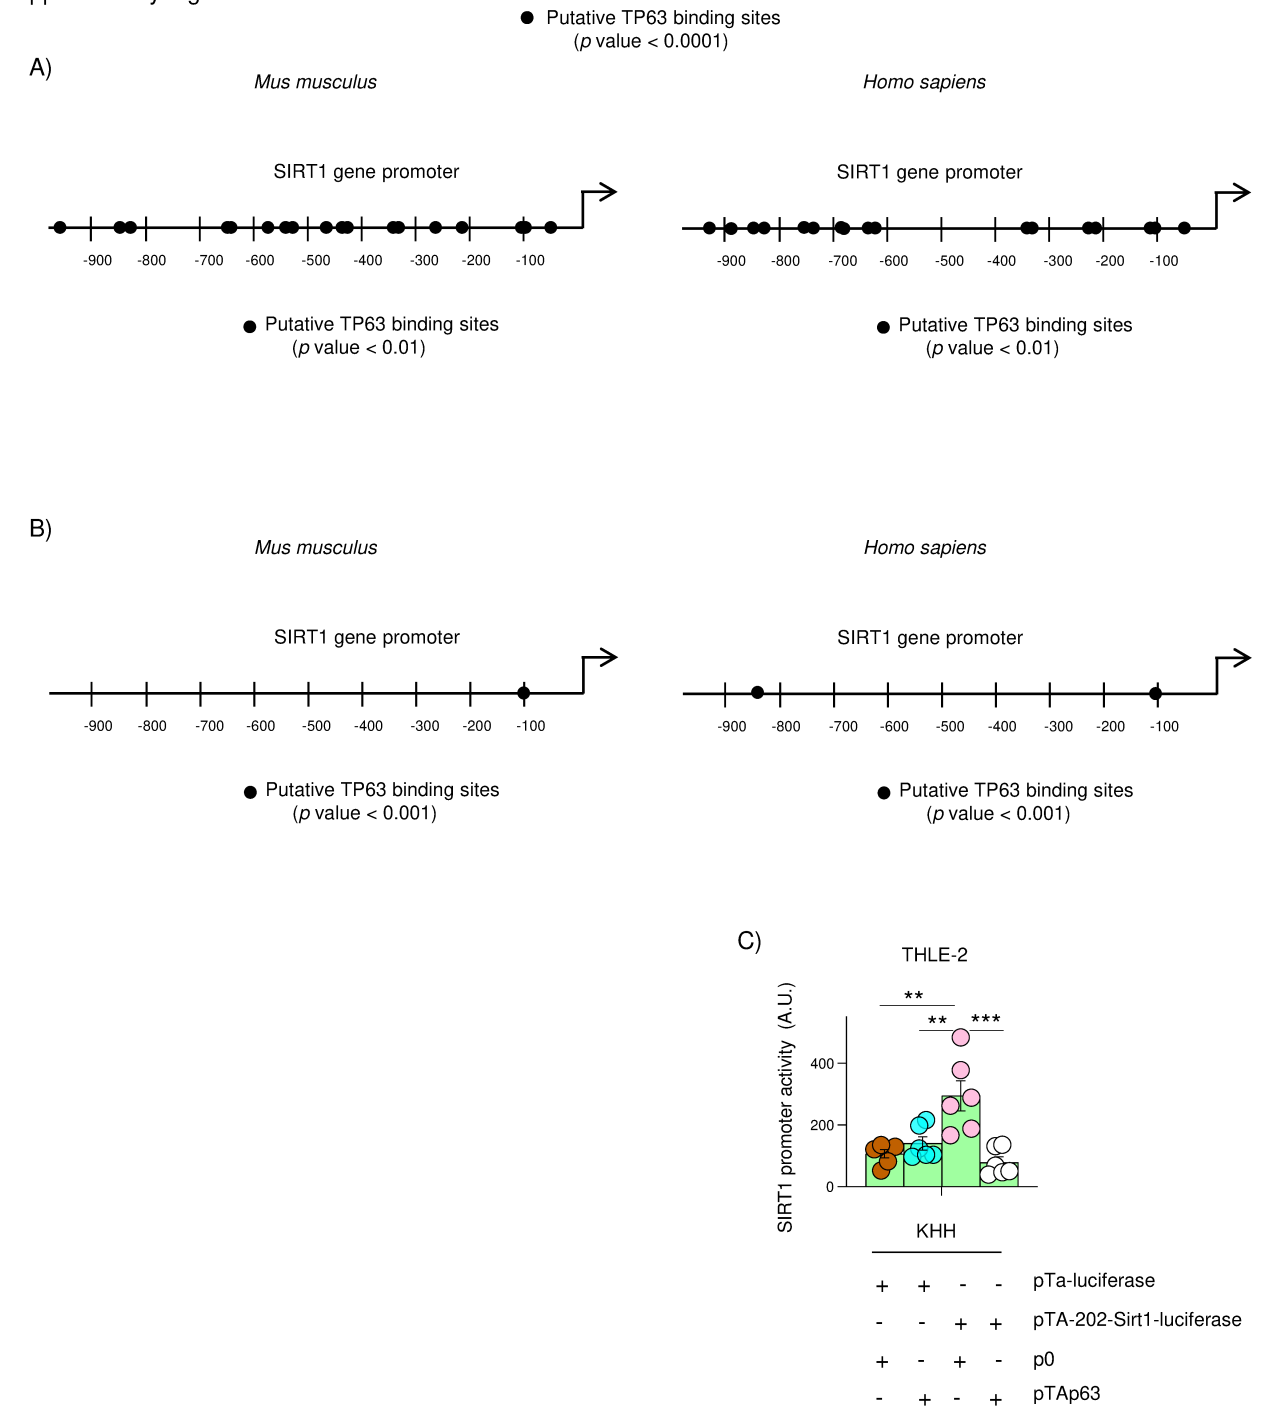 Putative TP63 binding sites
(p value < 0.0001)
A)
Mus musculus
Homo sapiens
SIRT1 gene promoter
SIRT1 gene promoter
-900 -800 -700 -600 -500 -400 -300 -200 -100
-900 -800 -700 -600 -500 -400 -300 -200 -100
Putative TP63 binding sites
(p value < 0.01)
Putative TP63 binding sites
(p value < 0.01)
B)
Mus musculus
Homo sapiens
SIRT1 gene promoter
SIRT1 gene promoter
-900 -800 -700 -600 -500 -400 -300 -200 -100
-900 -800 -700 -600 -500 -400 -300 -200 -100
Putative TP63 binding sites
(p value < 0.001)
Putative TP63 binding sites
(p value < 0.001)
C)
THLE-2
SIRT1 promoter activity (A.U.)
**
** ***
400
200
0
KHH
+ + - - pTa-luciferase
- - + + pTA-202-Sirt1-luciferase
+ - + - p0
- + - + pTAp63